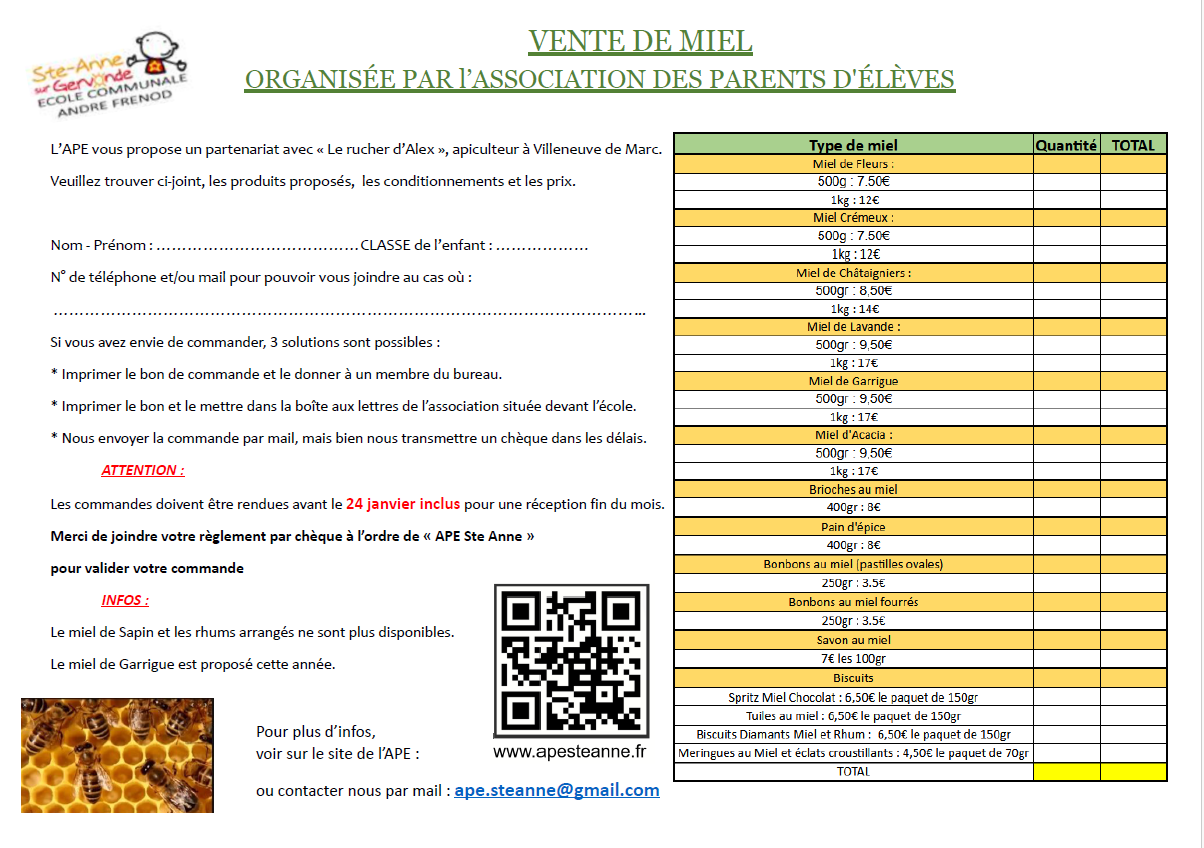 Ste-Anne
sur Gervonde
ECOLE COMMUNALE
ANDRE FRENOD
VENTE DE MIEL
ORGANISÉE PAR l'ASSOCIATION DES PARENTS D'ÉLÈVES
L'APE vous propose un partenariat avec « Le rucher d'Alex », apiculteur à Villeneuve de Marc.
Veuillez trouver ci-joint, les produits proposés, les conditionnements et les prix.
Nom - Prénom : ………………………………… CLASSE de l'enfant : ………………
N° de téléphone et/ou mail pour pouvoir vous joindre au cas où :
…………………………………………………………………………………………………...
Si vous avez envie de commander, 3 solutions sont possibles :
* Imprimer le bon de commande et le donner à un membre du bureau.
* Imprimer le bon et le mettre dans la boîte aux lettres de l'association située devant l'école.
* Nous envoyer la commande par mail, mais bien nous transmettre un chèque dans les délais.
ATTENTION :
Les commandes doivent être rendues avant le 24 janvier inclus pour une réception fin du mois.
Merci de joindre votre règlement par chèque à l'ordre de « APE Ste Anne »
pour valider votre commande
INFOS :
Le miel de Sapin et les rhums arrangés ne sont plus disponibles.
Le miel de Garrigue est proposé cette année.
Pour plus d'infos,
voir sur le site de l'APE :
www.apesteanne.fr
ou contacter nous par mail : ape.steanne@gmail.com
Type de miel Quantité TOTAL
Miel de Fleurs :
500g : 7.50€
1kg : 12€
Miel Crémeux :
500g : 7.50€
1kg : 12€
Miel de Châtaigniers :
500gr : 8,50€
1kg : 14€
Miel de Lavande :
500gr : 9,50€
1kg : 17€
Miel de Garrigue
500gr : 9,50€
1kg : 17€
Miel d'Acacia :
500gr : 9,50€
1kg : 17€
Brioches au miel
400gr : 8€
Pain d'épice
400gr : 8€
Bonbons au miel (pastilles ovales)
250gr : 3.5€
Bonbons au miel fourrés
250gr : 3.5€
Savon au miel
7€ les 100gr
Biscuits
Spritz Miel Chocolat : 6,50€ le paquet de 150gr
Tuiles au miel : 6,50€ le paquet de 150gr
Biscuits Diamants Miel et Rhum : 6,50€ le paquet de 150gr
Meringues au Miel et éclats croustillants : 4,50€ le paquet de 70gr
TOTAL